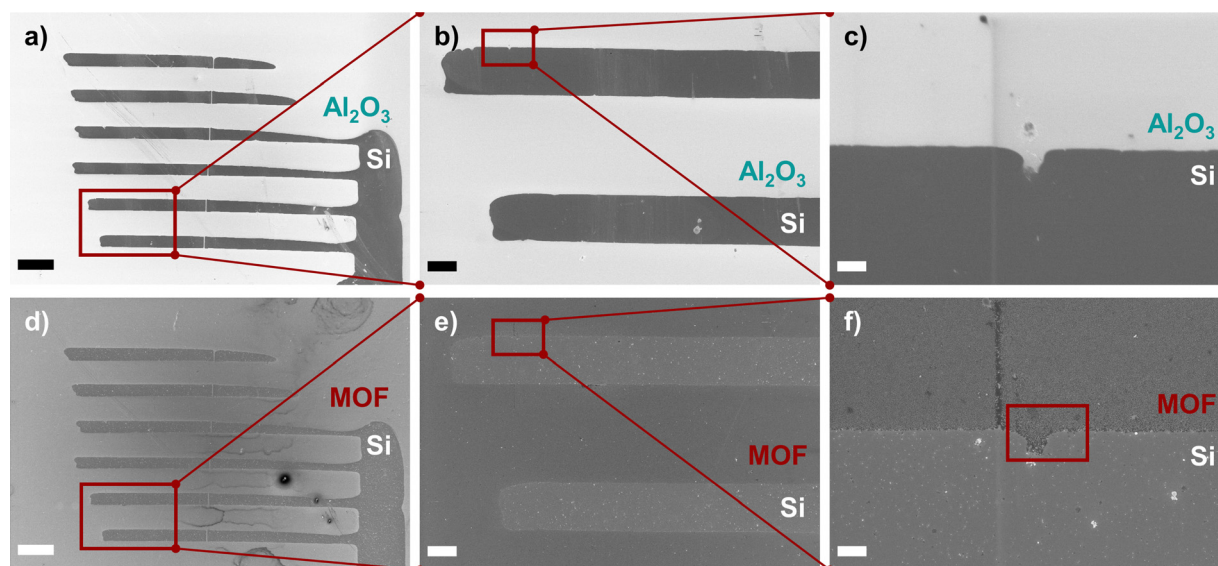 a)
Al₂O₃
Si
b)
Al₂O₃
Si
c)
Al₂O₃
Si
d)
MOF
Si
e)
MOF
Si
f)
MOF
Si